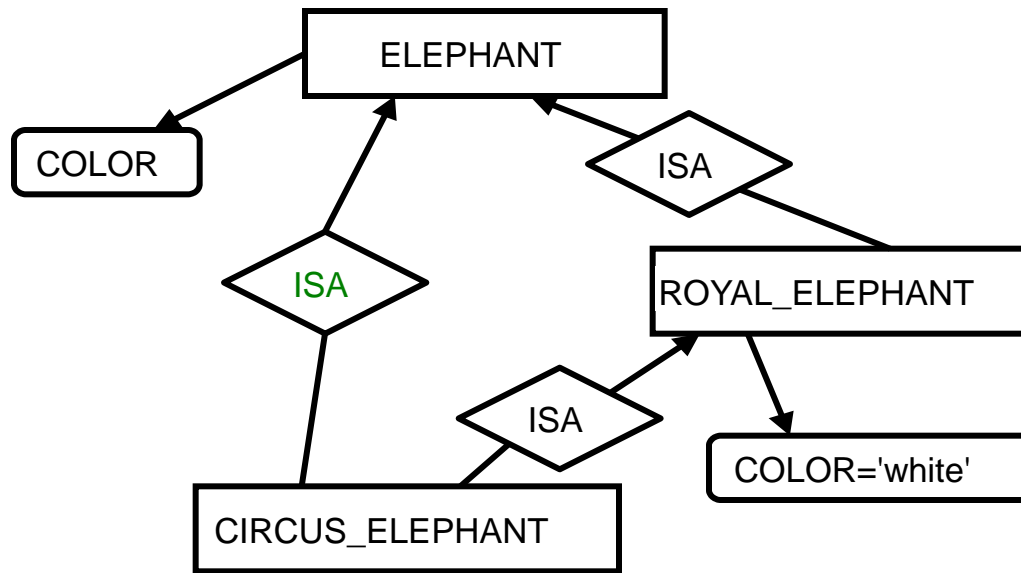 ELEPHANT
COLOR
ISA
ISA
ROYAL_ELEPHANT
ISA
COLOR='white'
CIRCUS_ELEPHANT